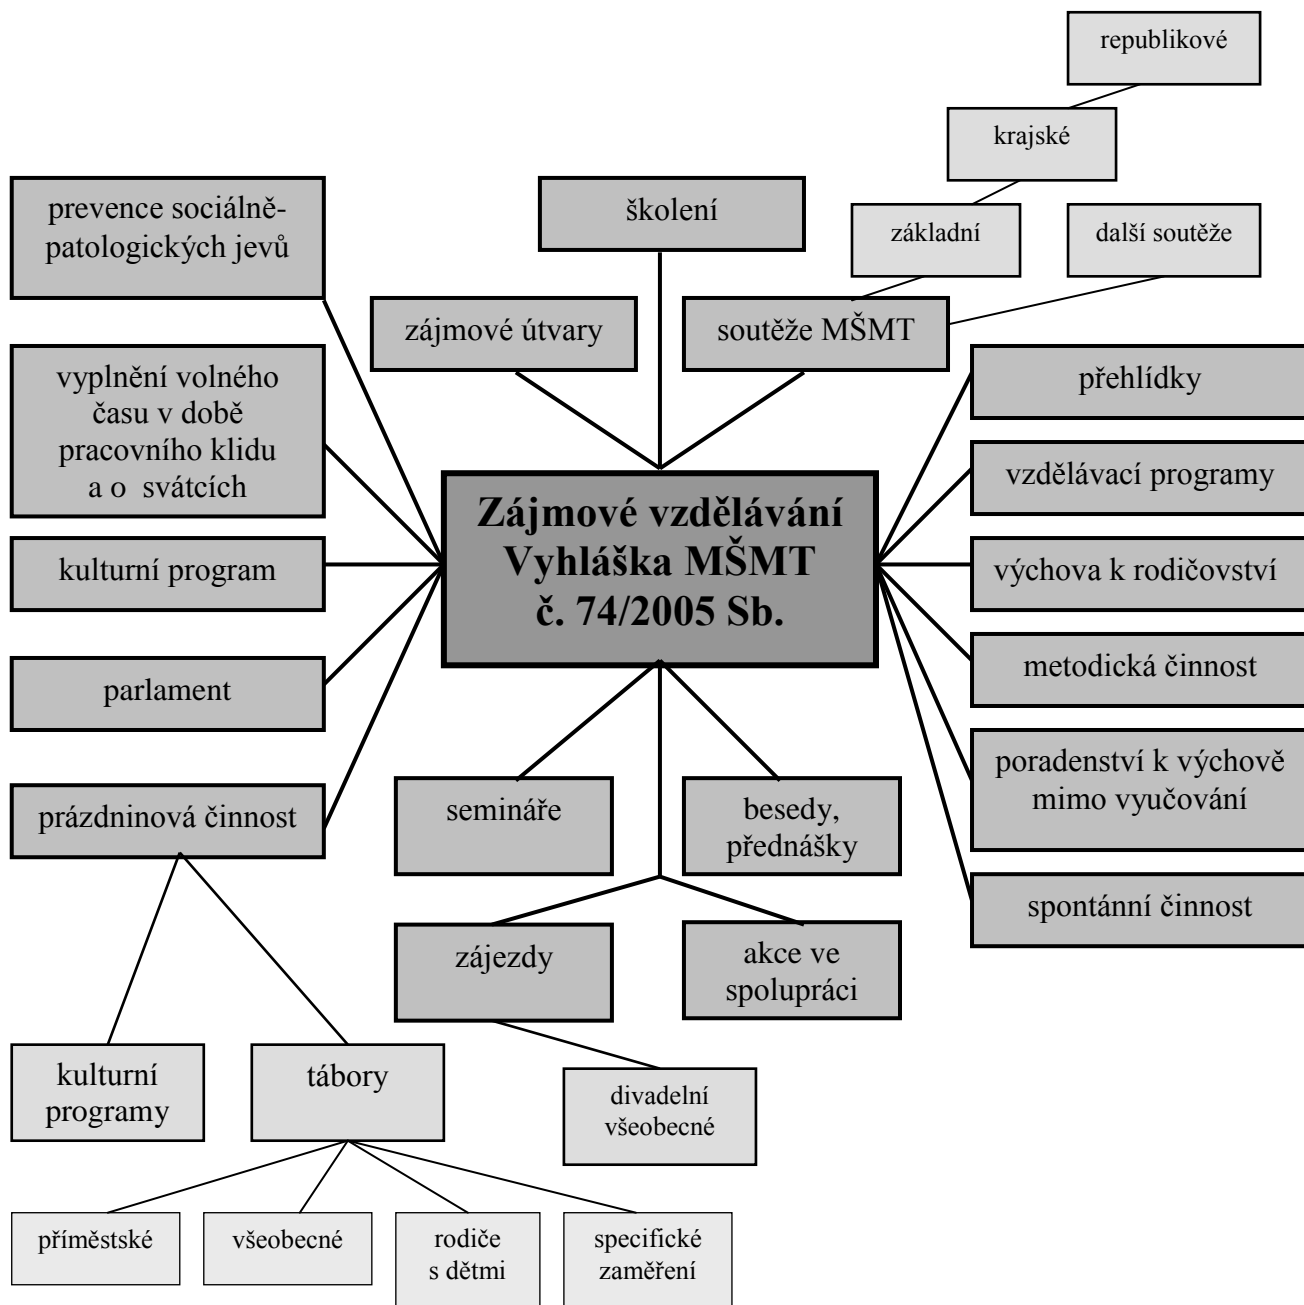 republikové
krajské
základní
další soutěže
prevence sociálně-
patologických jevů
školení
zájmové útvary
soutěže MŠMT
vyplnění volného
času v době
pracovního klidu
a o  svátcích
přehlídky
vzdělávací programy
Zájmové vzdělávání
Vyhláška MŠMT
č. 74/2005 Sb.
kulturní program
výchova k rodičovství
parlament
metodická činnost
prázdninová činnost
semináře
besedy,
přednášky
poradenství k výchově
mimo vyučování
spontánní činnost
zájezdy
akce ve
spolupráci
kulturní
programy
tábory
divadelní
všeobecné
příměstské
všeobecné
rodiče
s dětmi
specifické
zaměření